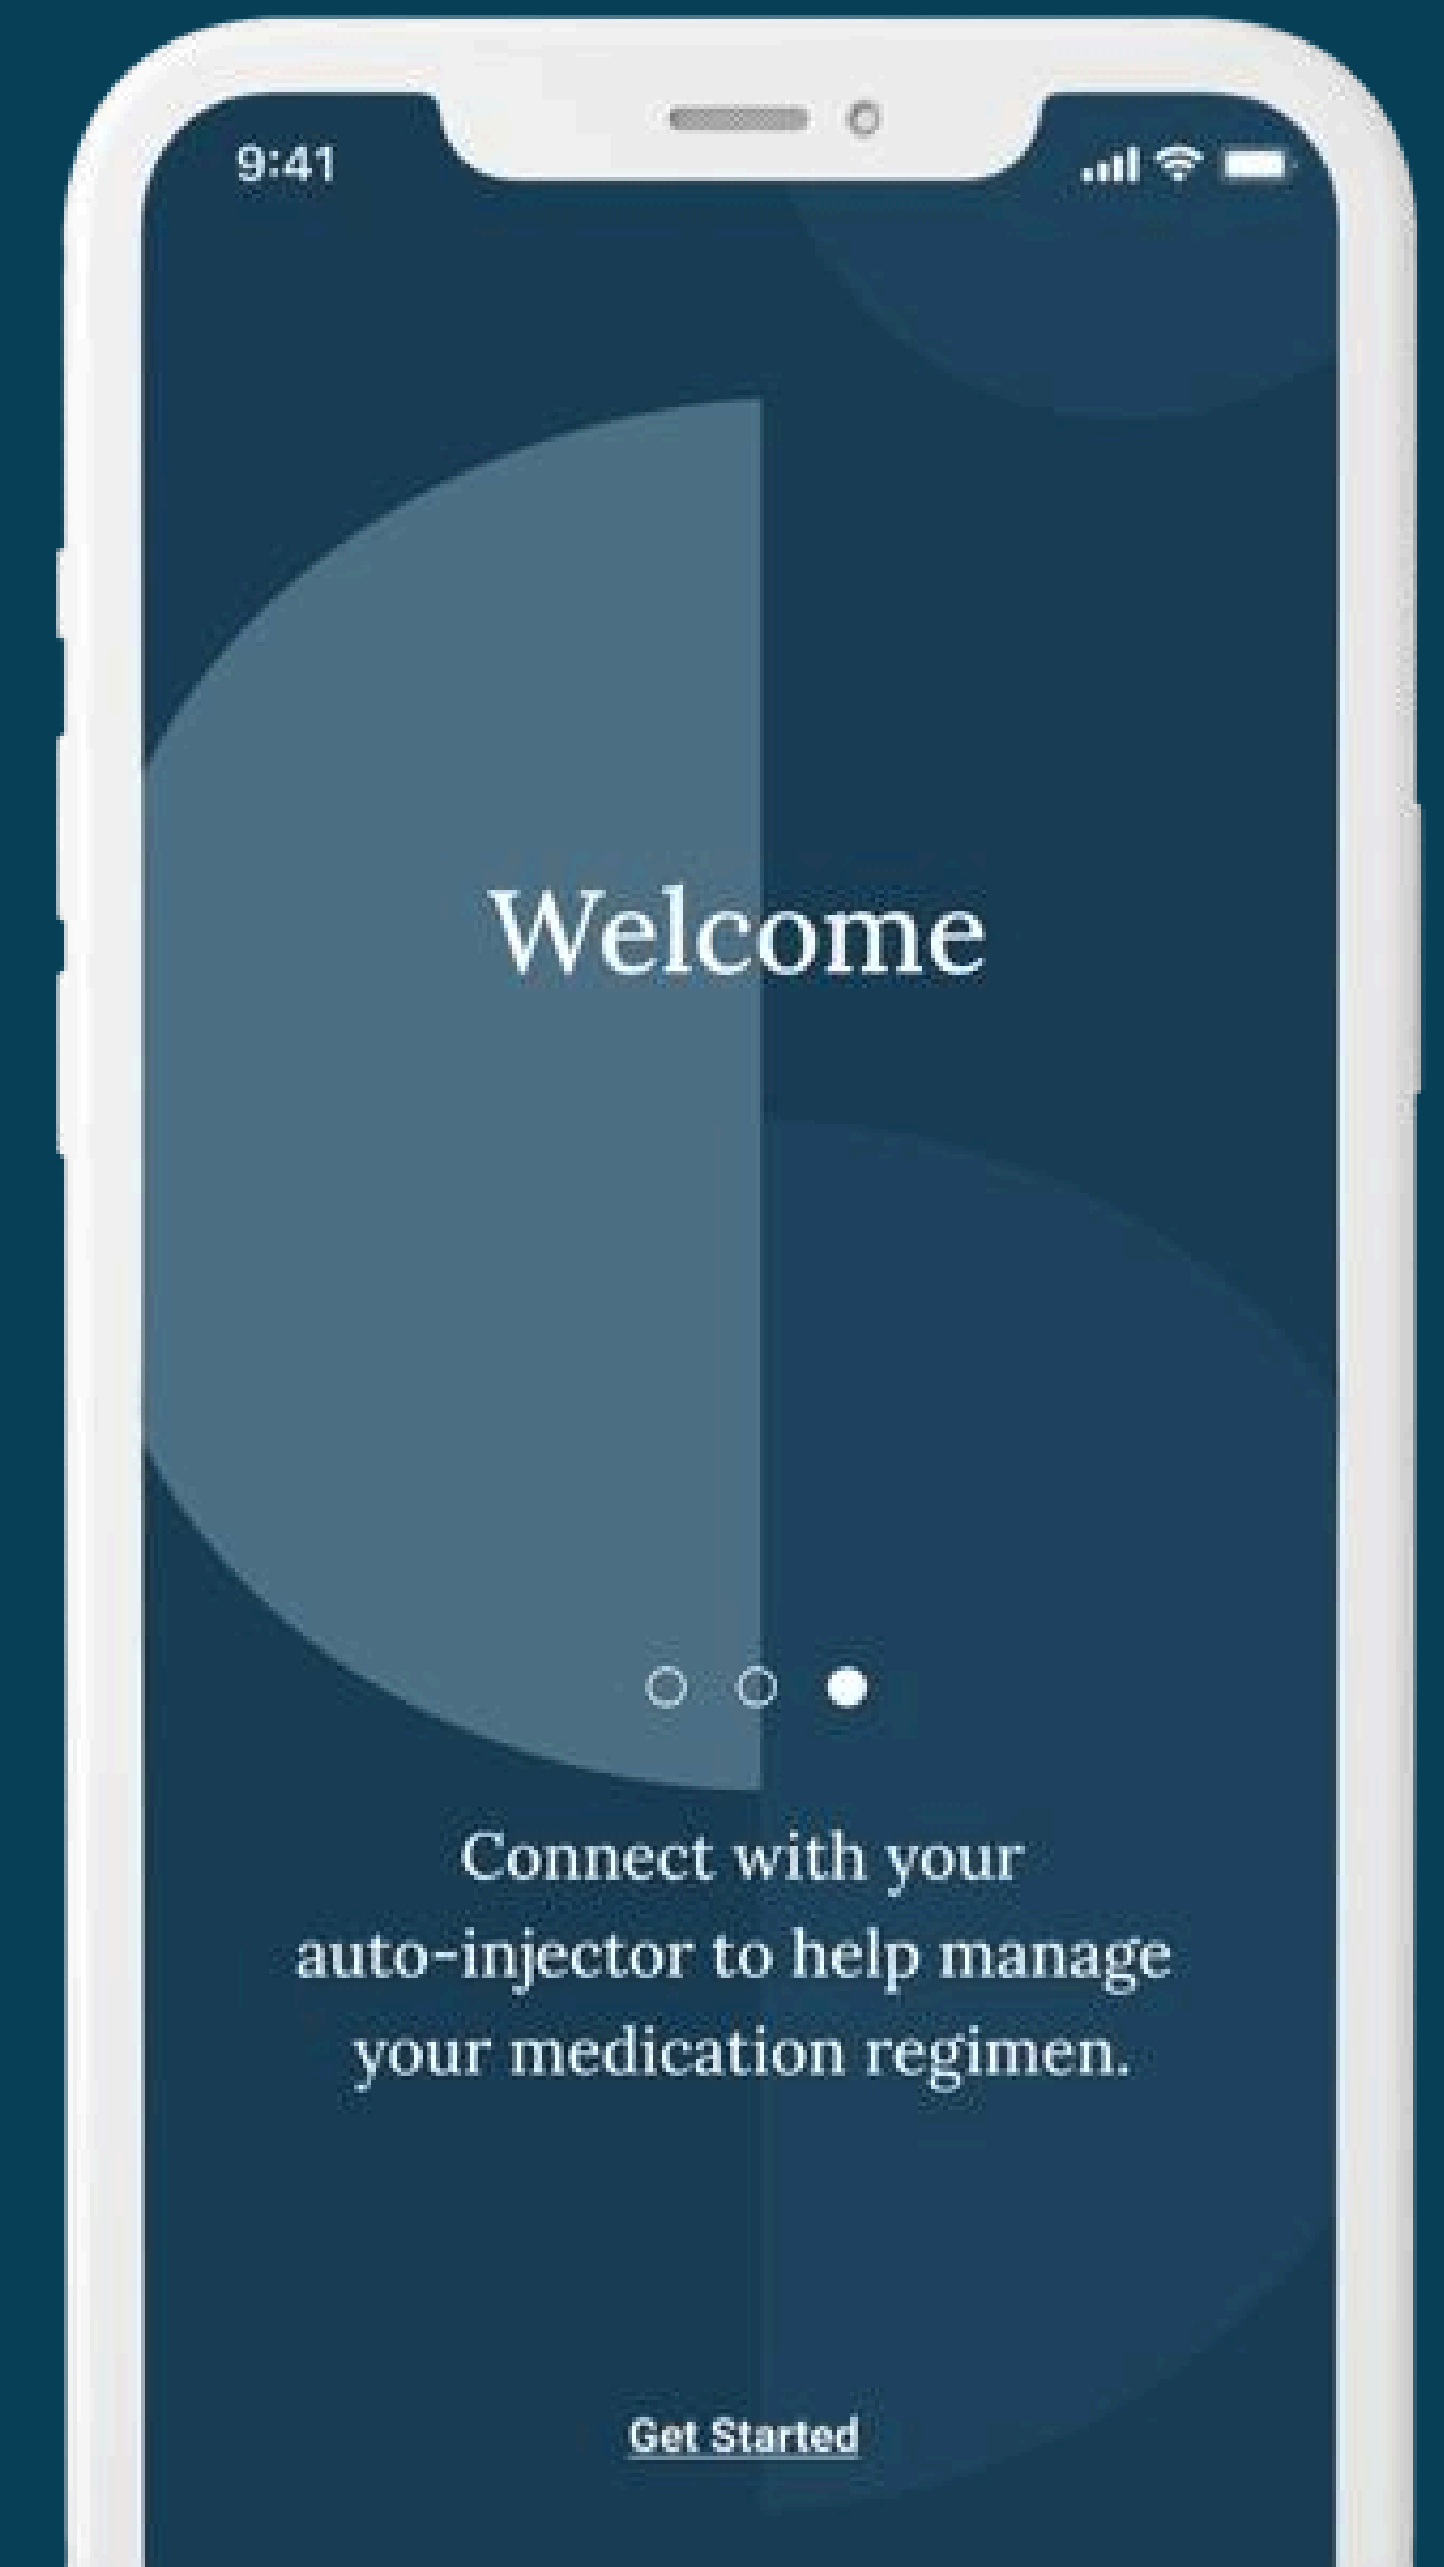 9:41
Welcome
Connect with your
auto-injector to help manage
your medication regimen.
Get Started